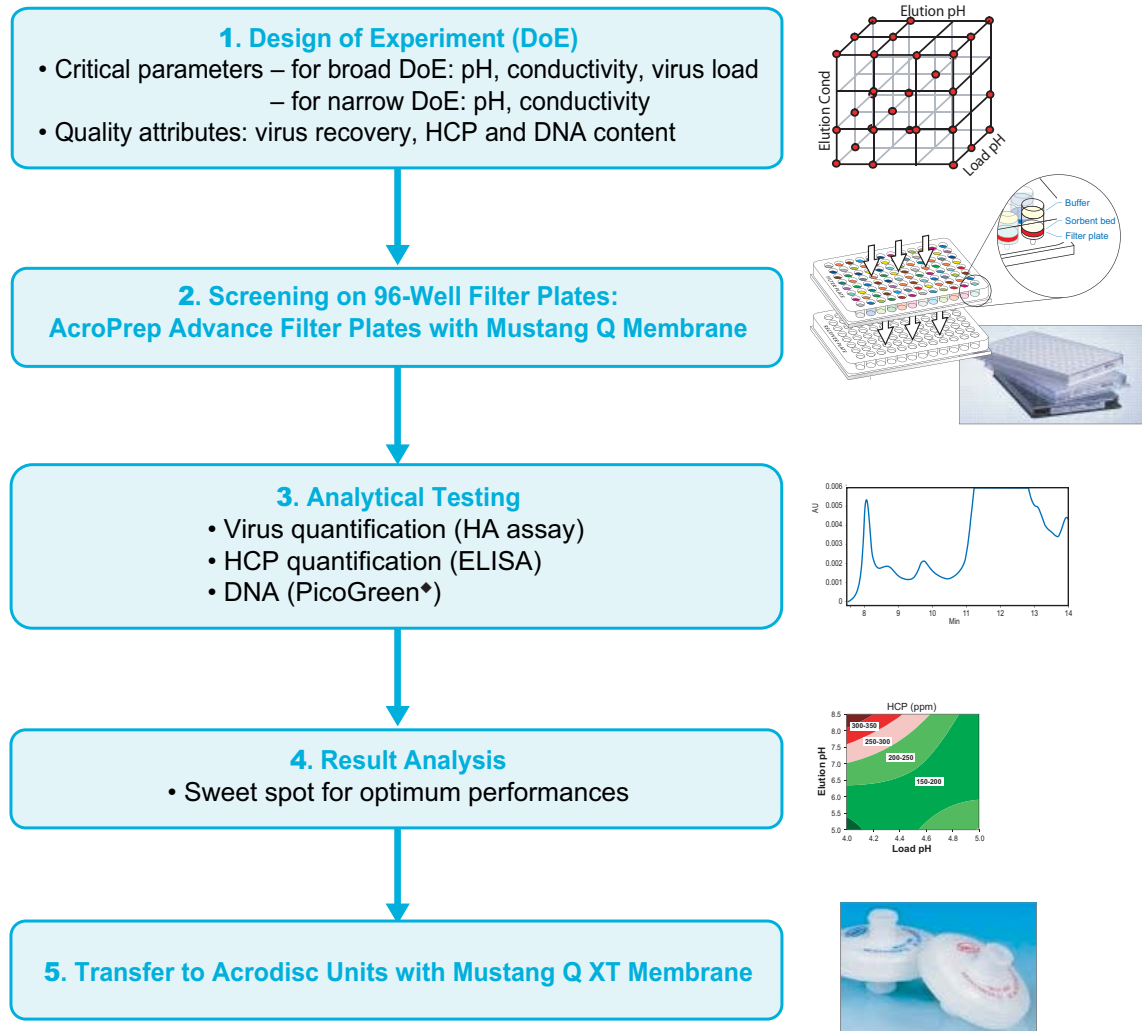 1. Design of Experiment (DoE)
• Critical parameters – for broad DoE: pH, conductivity, virus load
– for narrow DoE: pH, conductivity
• Quality attributes: virus recovery, HCP and DNA content
Elution pH
Elution Cond
Load pH
2. Screening on 96-Well Filter Plates:
AcroPrep Advance Filter Plates with Mustang Q Membrane
Buffer
Sorbent bed
Filter plate
3. Analytical Testing
• Virus quantification (HA assay)
• HCP quantification (ELISA)
• DNA (PicoGreen◆)
0.006
0.005
0.004
0.003
0.002
0.001
0
AU
8 9 10 11 12 13 14
Min
4. Result Analysis
• Sweet spot for optimum performances
HCP (ppm)
8.5
8.0
7.5
7.0
6.5
6.0
5.5
5.0
Elution pH
300-350
250-300
200-250
150-200
4.0 4.2 4.4 4.6 4.8 5.0
Load pH
5. Transfer to Acrodisc Units with Mustang Q XT Membrane